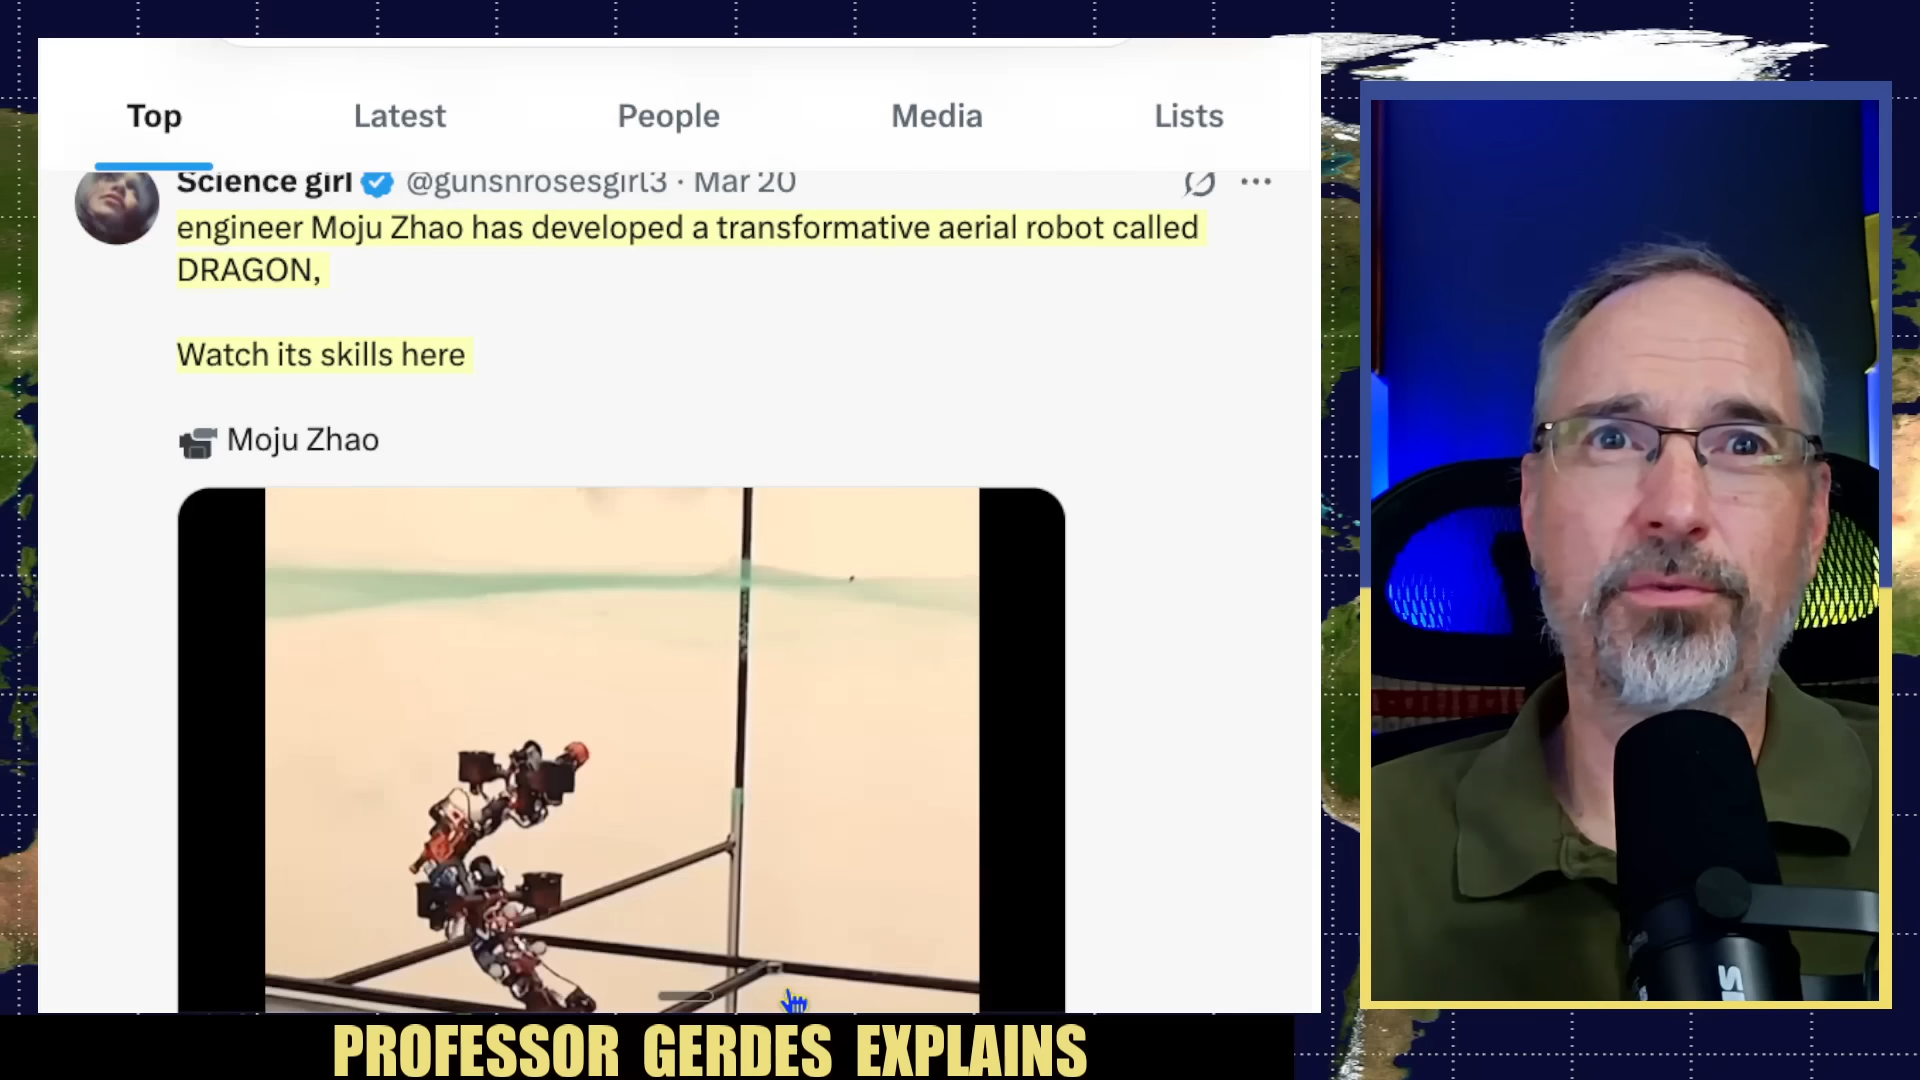 Top Latest People Media Lists
Science girl @gunsnrosesgirl3 · Mar 20
engineer Moju Zhao has developed a transformative aerial robot called
DRAGON,
Watch its skills here
Moju Zhao
PROFESSOR GERDES EXPLAINS